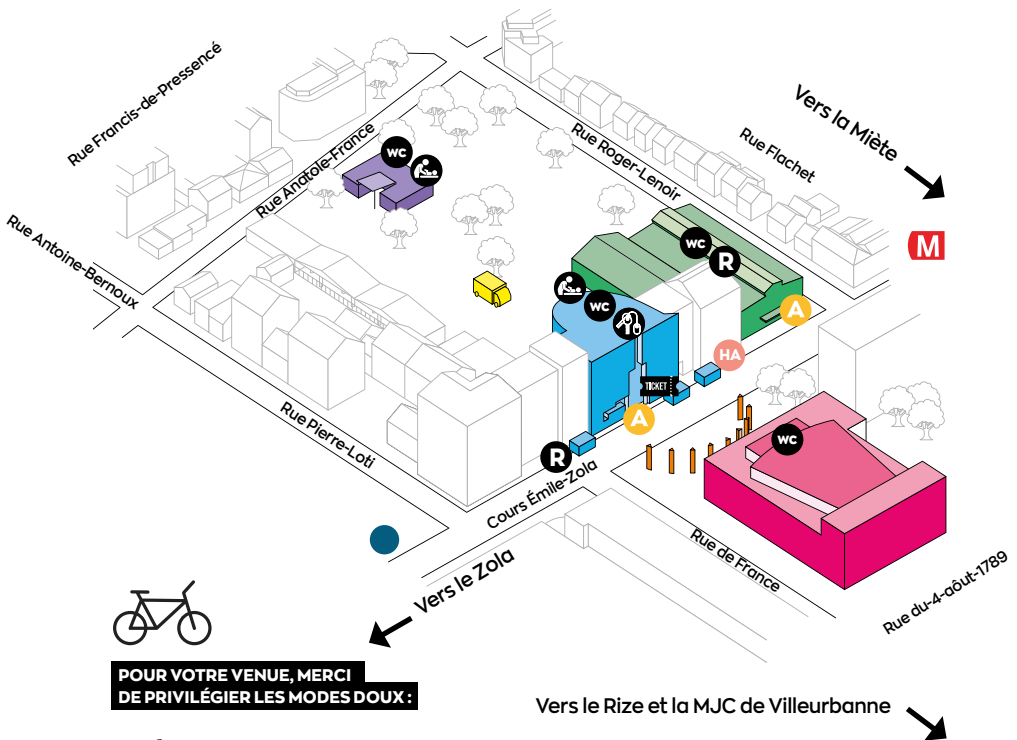 Rue Francis-de-Pressencé
Vers la Miète
Rue Flachet
Rue Roger-Lenoir
Rue Anatole-France
WC
Rue Antoine-Bernoux
M
WC
R
WC
A
HA
TICKET
A
Rue Pierre-Loti
R
WC
Cours Émile-Zola
Rue de France
Vers le Zola
Rue du-4-aôut-1789
POUR VOTRE VENUE, MERCI
DE PRIVILÉGIER LES MODES DOUX :
Vers le Rize et la MJC de Villeurbanne